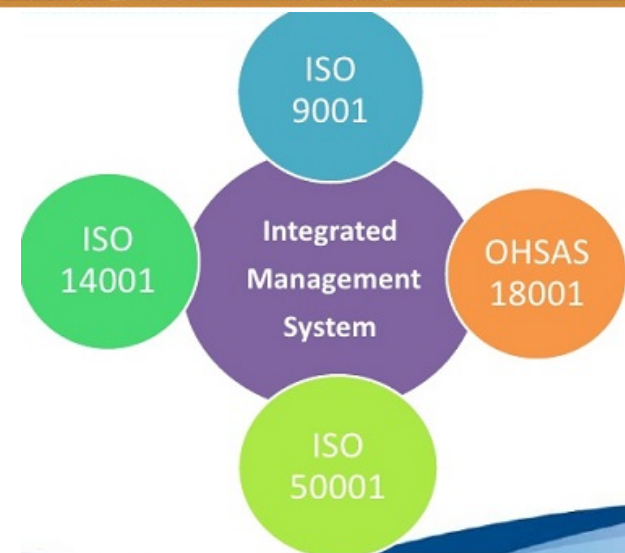 ISO
9001
ISO
14001
Integrated
Management
System
OHSAS
18001
ISO
50001